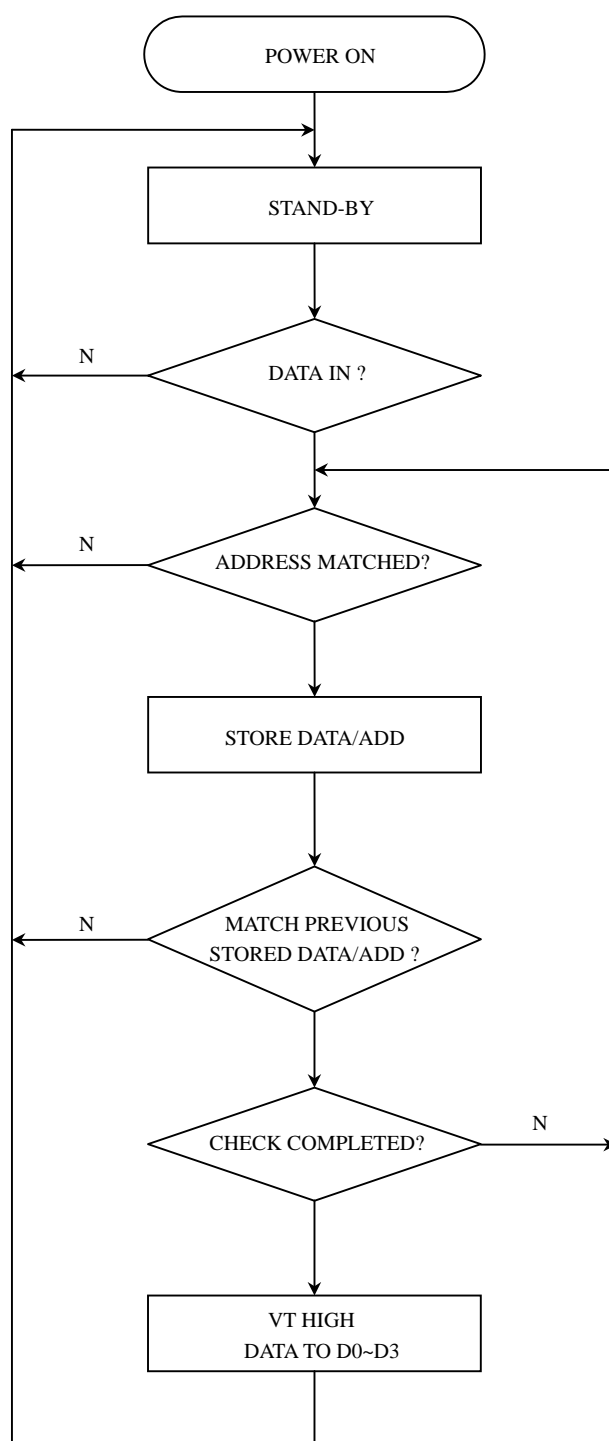 POWER ON
STAND-BY
N
DATA IN ?
N
ADDRESS MATCHED?
STORE DATA/ADD
N
MATCH PREVIOUS
STORED DATA/ADD ?
CHECK COMPLETED?
N
VT HIGH
DATA TO D0~D3